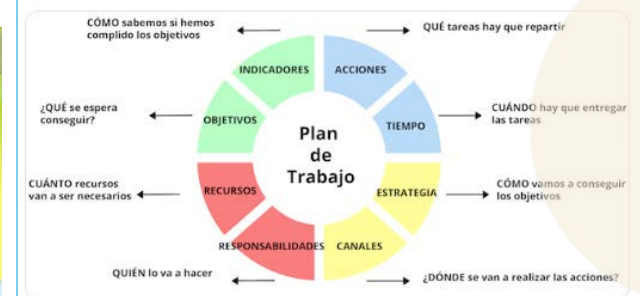 CÓMO sabemos si hemos
complido los objetivos
QUÉ tareas hay que repartir
INDICADORES
ACCIONES
¿QUÉ se espera
conseguir?
OBJETIVOS
TIEMPO
CUÁNDO hay que entregar
las tareas
Plan
de
Trabajo
CUÁNTO recursos
van a ser necesarios
RECURSOS
ESTRATEGIA
CÓMO vamos a conseguir
los objetivos
RESPONSABILIDADES
CANALES
QUIÉN lo va a hacer
¿DÓNDE se van a realizar las acciones?